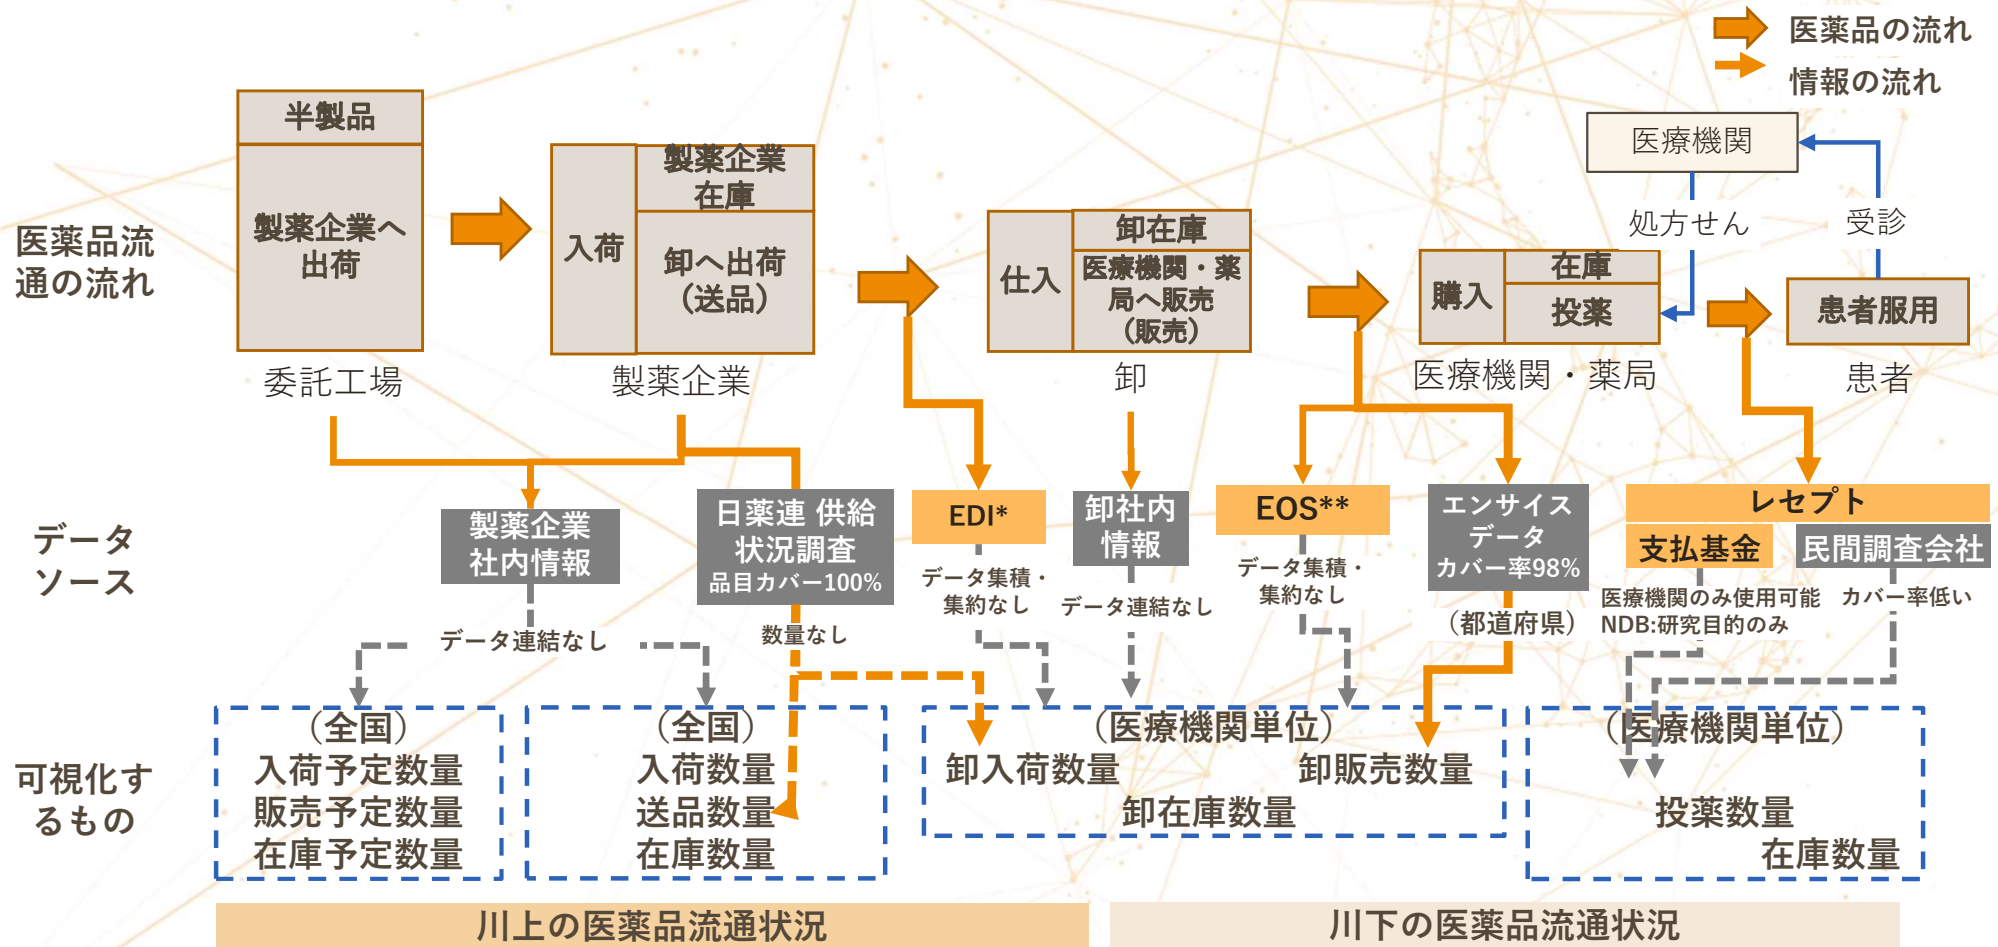 医薬品の流れ
情報の流れ
医薬品流
通の流れ
半製品
製薬企業へ
出荷
委託工場
入荷
製薬企業
在庫
卸へ出荷
（送品）
製薬企業
仕入
卸在庫
医療機関・薬
局へ販売
（販売）
卸
購入
在庫
投薬
医療機関・薬局
医療機関
処方せん
受診
患者服用
患者
データ
ソース
製薬企業
社内情報
日薬連 供給
状況調査
品目カバー100%
EDI*
卸社内
情報
EOS**
エンサイス
データ
カバー率98%
レセプト
支払基金
民間調査会社
データ連結なし
数量なし
データ集積・
集約なし
データ連結なし
データ集積・
集約なし
（都道府県）
医療機関のみ使用可能
NDB:研究目的のみ
カバー率低い
可視化す
るもの
（全国）
入荷予定数量
販売予定数量
在庫予定数量
（全国）
入荷数量
送品数量
在庫数量
（医療機関単位）
卸入荷数量
卸販売数量
卸在庫数量
（医療機関単位）
投薬数量
在庫数量
川上の医薬品流通状況
川下の医薬品流通状況